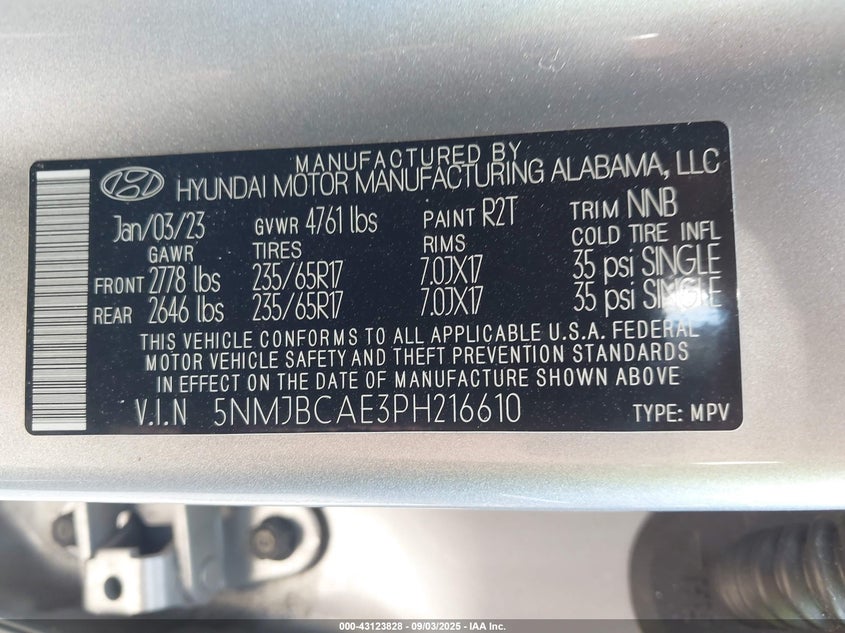 MANUFACTURED BY
HYUNDAI MOTOR MANUFACTURING ALABAMA, LLC
Jan/03/23 GVWR 4761 lbs PAINT R2T TRIM NNB
GAWR TIRES RIMS COLD TIRE INFL
FRONT 2778 lbs 235/65R17 7.0JX17 35 psi SINGLE
REAR 2646 lbs 235/65R17 7.0JX17 35 psi SINGLE
THIS VEHICLE CONFORMS TO ALL APPLICABLE U.S.A. FEDERAL
MOTOR VEHICLE SAFETY AND THEFT PREVENTION STANDARDS
IN EFFECT ON THE DATE OF MANUFACTURE SHOWN ABOVE
V.I.N 5NMJBCAE3PH216610 TYPE: MPV
000-43123828 - 09/03/2025 - IAA Inc.